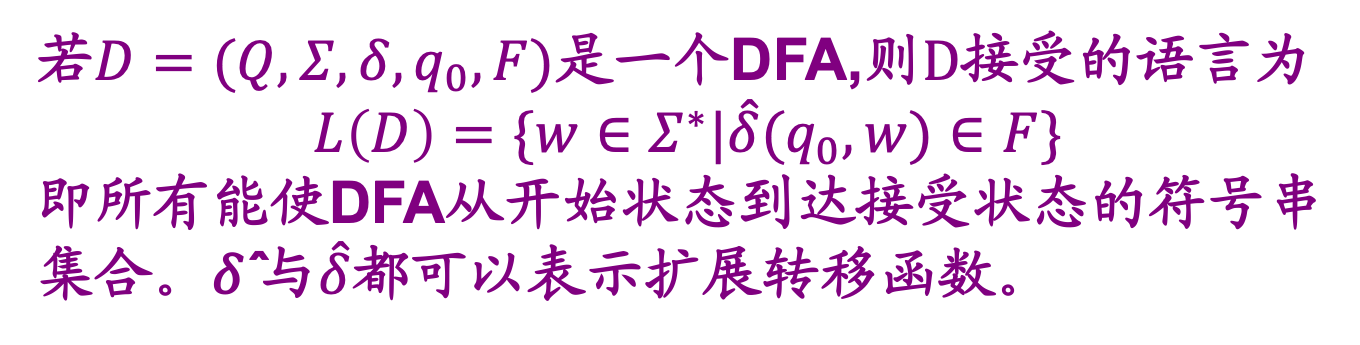 若D = (Q, Σ, δ, q₀, F)是一个DFA,则D接受的语言为
L(D) = {w ∈ Σ*|δ̂(q₀, w) ∈ F}
即所有能使DFA从开始状态到达接受状态的符号串
集合。δˆ与δ̂都可以表示扩展转移函数。